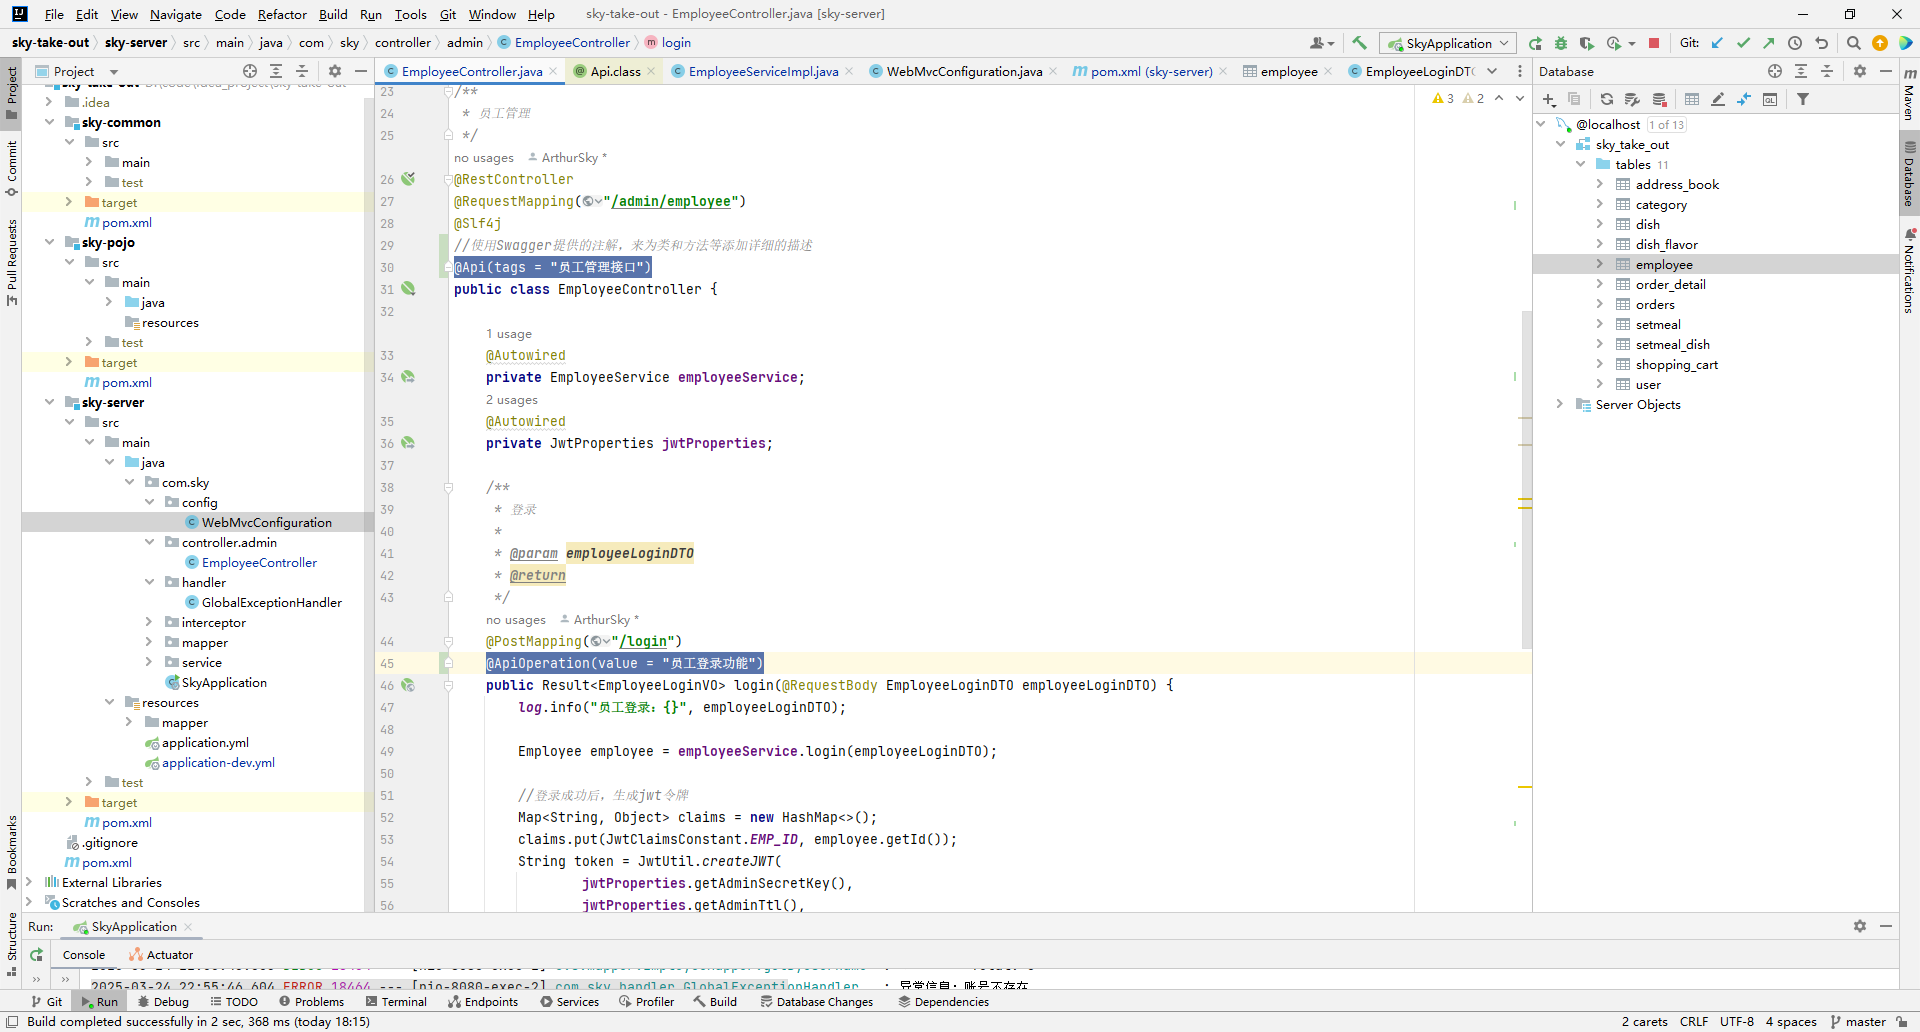 File Edit View Navigate Code Refactor Build Run Tools Git Window Help sky-take-out - EmployeeController.java [sky-server]
sky-take-out sky-server src main java com sky controller admin EmployeeController login
SkyApplication
Git:
Project
EmployeeController.java
Api.class
EmployeeServiceImpl.java
WebMvcConfiguration.java
pom.xml (sky-server)
employee
EmployeeLoginDT
Database
Project
Commit
Pull Requests
Bookmarks
Structure
.idea
sky-common
src
main
test
target
pom.xml
sky-pojo
src
main
java
resources
test
target
pom.xml
sky-server
src
main
java
com.sky
config
WebMvcConfiguration
controller.admin
EmployeeController
handler
GlobalExceptionHandler
interceptor
mapper
service
SkyApplication
resources
mapper
application.yml
application-dev.yml
test
target
pom.xml
.gitignore
pom.xml
External Libraries
Scratches and Consoles
3 2
23 /**
24 * 员工管理
25 */
no usages ArthurSky *
26 @RestController
27 @RequestMapping("/admin/employee")
28 @Slf4j
29 //使用Swagger提供的注解，来为类和方法等添加详细的描述
30 @Api(tags = "员工管理接口")
31 public class EmployeeController {
32
1 usage
33 @Autowired
34 private EmployeeService employeeService;
2 usages
35 @Autowired
36 private JwtProperties jwtProperties;
37
38 /**
39 * 登录
40 *
41 * @param employeeLoginDTO
42 * @return
43 */
no usages ArthurSky *
44 @PostMapping("/login")
45 @ApiOperation(value = "员工登录功能")
46 public Result<EmployeeLoginVO> login(@RequestBody EmployeeLoginDTO employeeLoginDTO) {
47 log.info("员工登录：{}", employeeLoginDTO);
48
49 Employee employee = employeeService.login(employeeLoginDTO);
50
51 //登录成功后，生成jwt令牌
52 Map<String, Object> claims = new HashMap<>();
53 claims.put(JwtClaimsConstant.EMP_ID, employee.getId());
54 String token = JwtUtil.createJWT(
55 jwtProperties.getAdminSecretKey(),
56 jwtProperties.getAdminTtl(),
@localhost 1 of 13
sky_take_out
tables 11
address_book
category
dish
dish_flavor
employee
order_detail
orders
setmeal
setmeal_dish
shopping_cart
user
Server Objects
Maven
Database
Notifications
Run: SkyApplication
Console Actuator
2025-03-24 22:55:46.604 ERROR 18464 --- [nio-8080-exec-2] com.sky.handler.GlobalExceptionHandler : 异常信息：账号不存在
Git Run Debug TODO Problems Terminal Endpoints Services Profiler Build Database Changes Dependencies
Build completed successfully in 2 sec, 368 ms (today 18:15)
2 carets CRLF UTF-8 4 spaces master